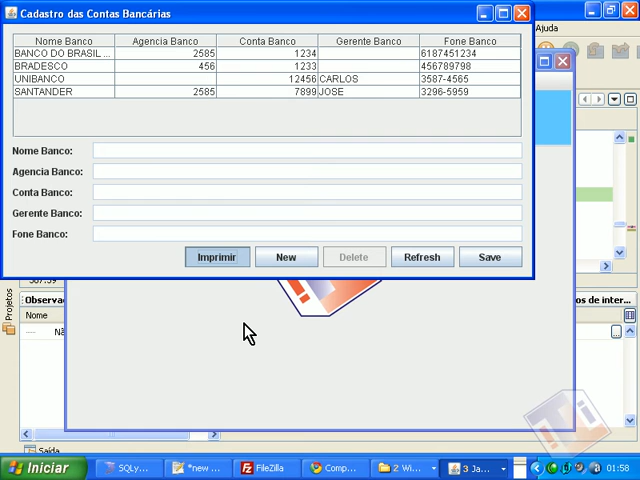 Cadastro das Contas Bancárias
Ajuda
Nome Banco Agencia Banco Conta Banco Gerente Banco Fone Banco
BANCO DO BRASIL ... 2585 1234 6187451234
BRADESCO 456 1233 456789798
UNIBANCO 12456 CARLOS 3587-4565
SANTANDER 2585 7899 JOSE 3296-5959
Nome Banco:
Agencia Banco:
Conta Banco:
Gerente Banco:
Fone Banco:
Imprimir New Delete Refresh Save
Projetos
Observa os de inter...
Nome
Saída
Iniciar SQLy... *new ... FileZilla Comp... 2 Wi... 3 Ja... 01:58